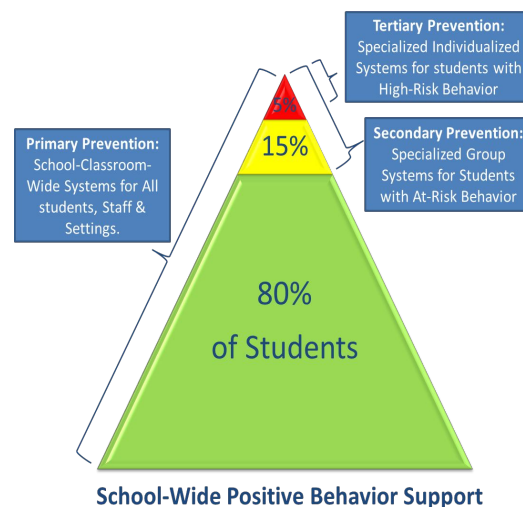 Tertiary Prevention:
Specialized Individualized
Systems for students with
High-Risk Behavior
5%
Primary Prevention:
School-Classroom-
Wide Systems for All
students, Staff &
Settings.
15%
Secondary Prevention:
Specialized Group
Systems for Students
with At-Risk Behavior
80%
of Students
School-Wide Positive Behavior Support